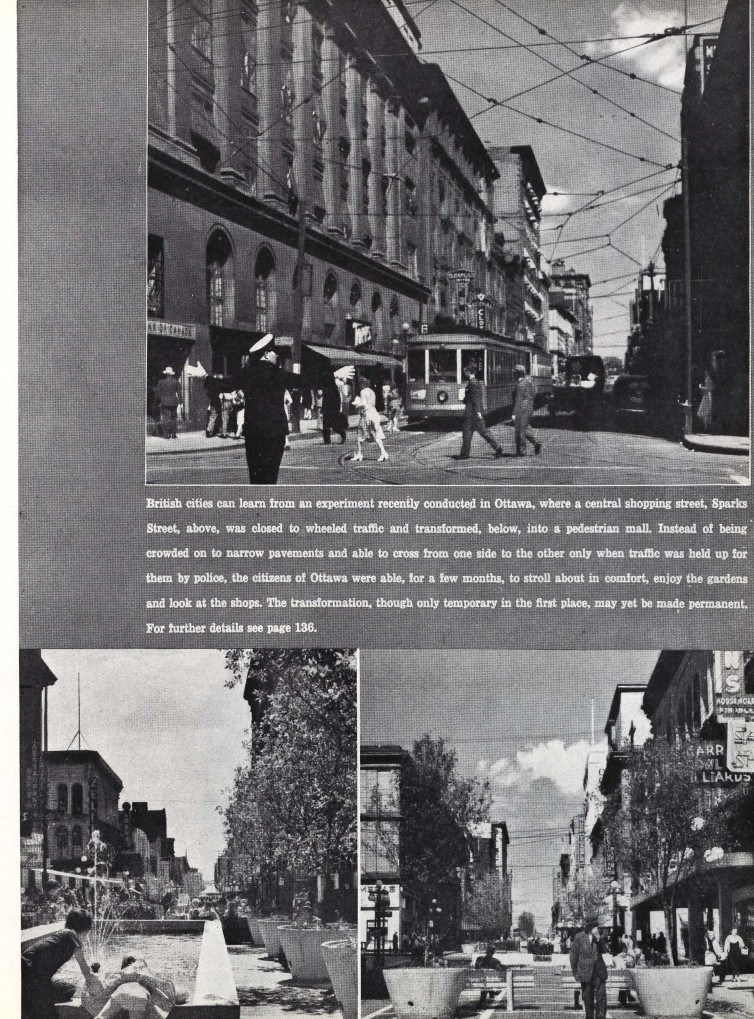 B
British cities can learn from an experiment recently conducted in Ottawa, where a central shopping street, Sparks
Street, above, was closed to wheeled traffic and transformed, below, into a pedestrian mall. Instead of being
crowded on to narrow pavements and able to cross from one side to the other only when traffic was held up for
them by police, the citizens of Ottawa were able, for a few months, to stroll about in comfort, enjoy the gardens
and look at the shops. The transformation, though only temporary in the first place, may yet be made permanent.
For further details see page 136.